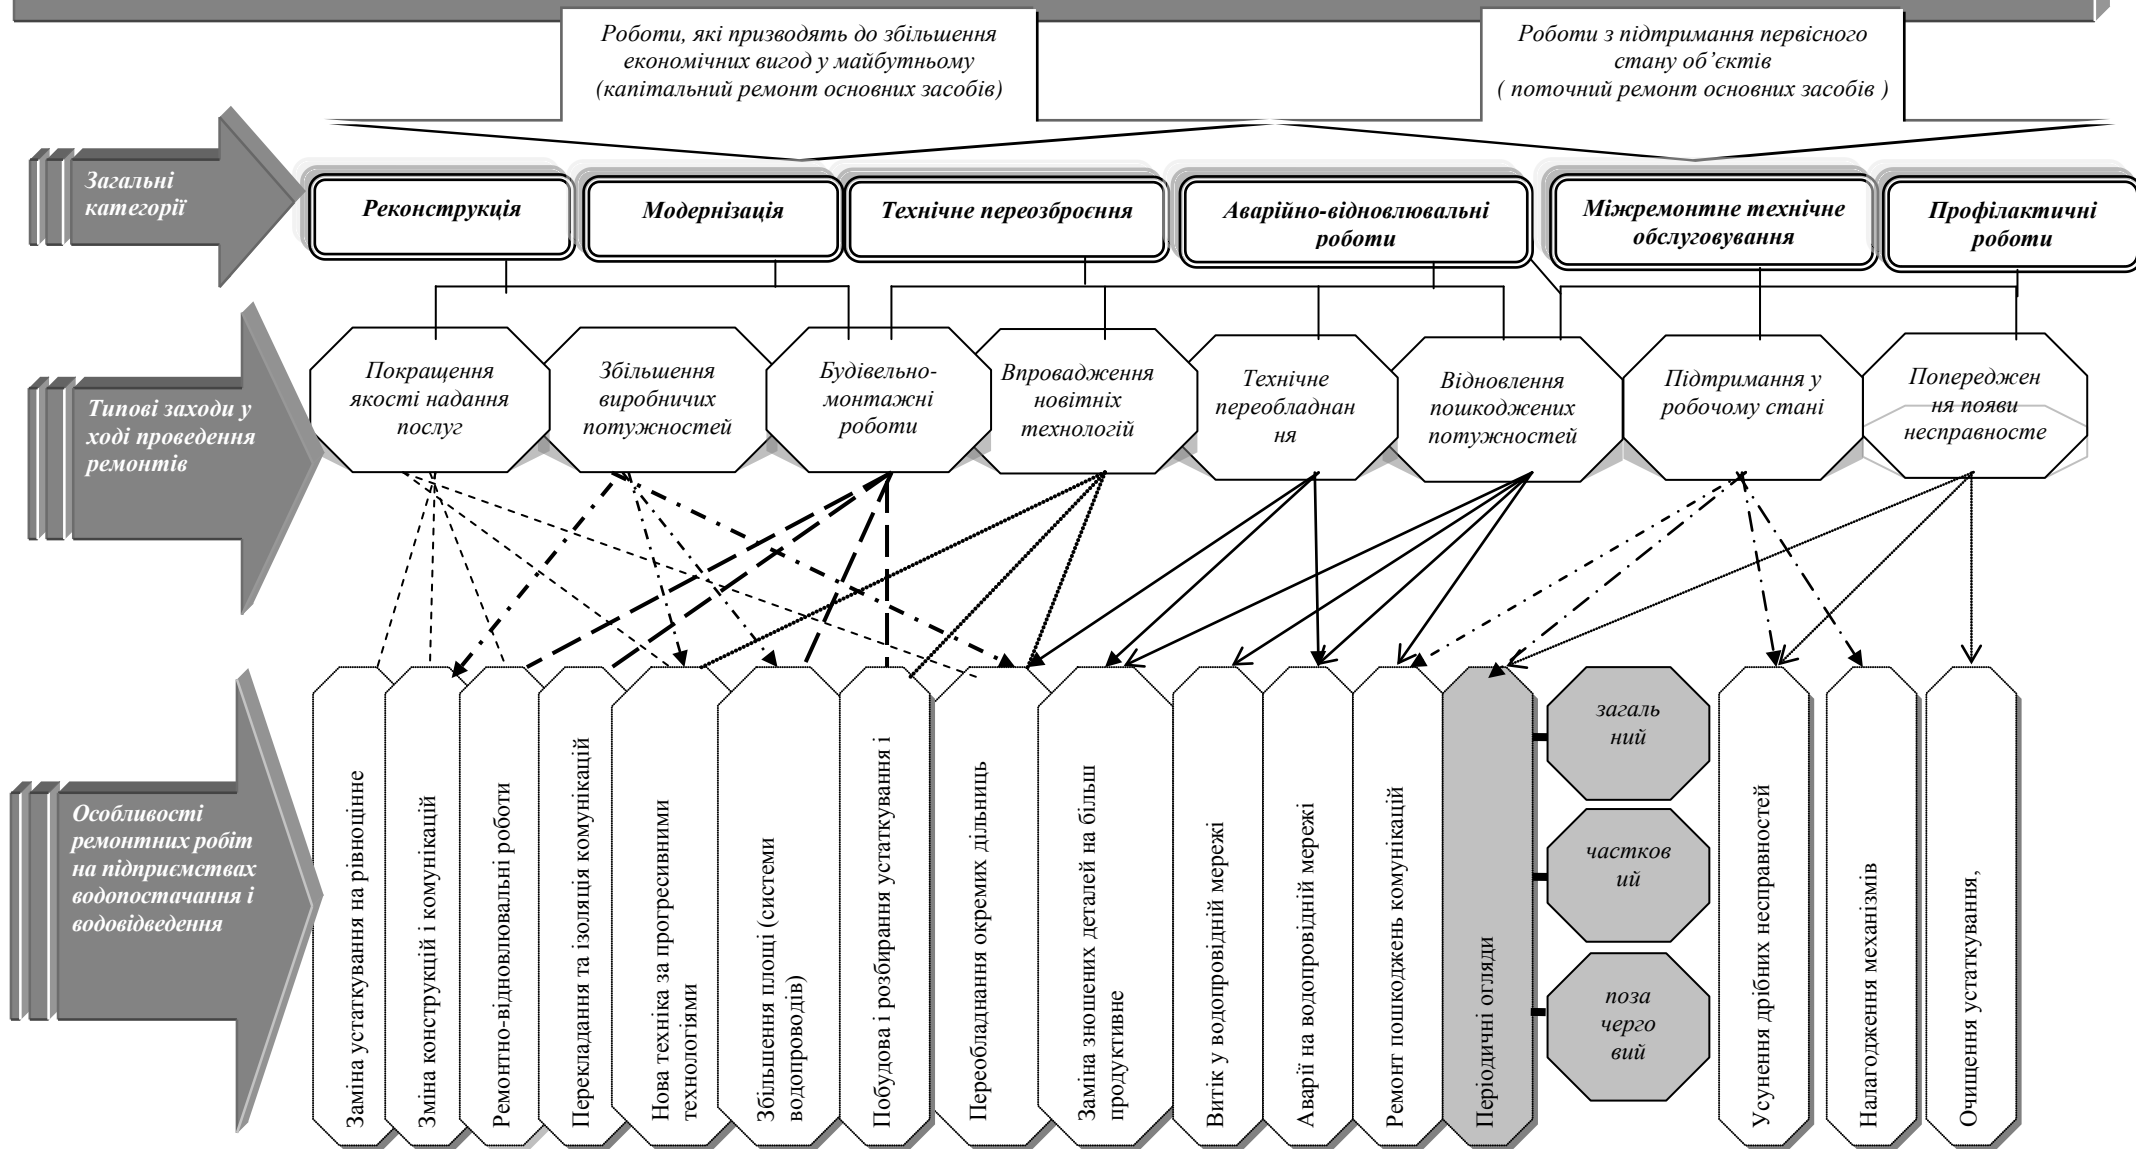 Роботи, які призводять до збільшення
економічних вигод у майбутньому
(капітальний ремонт основних засобів)
Роботи з підтримання первісного
стану об’єктів
( поточний ремонт основних засобів )
Загальні
категорії
Реконструкція
Модернізація
Технічне переозброєння
Аварійно-відновлювальні
роботи
Міжремонтне технічне
обслуговування
Профілактичні
роботи
Типові заходи у
ході проведення
ремонтів
Покращення
якості надання
послуг
Збільшення
виробничих
потужностей
Будівельно-
монтажні
роботи
Впровадження
новітніх
технологій
Технічне
переобладнан
ня
Відновлення
пошкоджених
потужностей
Підтримання у
робочому стані
Попереджен
ня появи
несправносте
Особливості
ремонтних робіт
на підприємствах
водопостачання і
водовідведення
Заміна устаткування на рівноцінне
Зміна конструкцій і комунікацій
Ремонтно-відновлювальні роботи
Перекладання та ізоляція комунікацій
Нова техніка за прогресивними
технологіями
Збільшення площі (системи
водопроводів)
Побудова і розбирання устаткування і
Переобладнання окремих дільниць
Заміна зношених деталей на більш
продуктивне
Витік у водопровідній мережі
Аварії на водопровідній мережі
Ремонт пошкоджень комунікацій
Періодичні огляди
загаль
ний
частков
ий
поза
черго
вий
Усунення дрібних несправностей
Налагодження механізмів
Очищення устаткування,